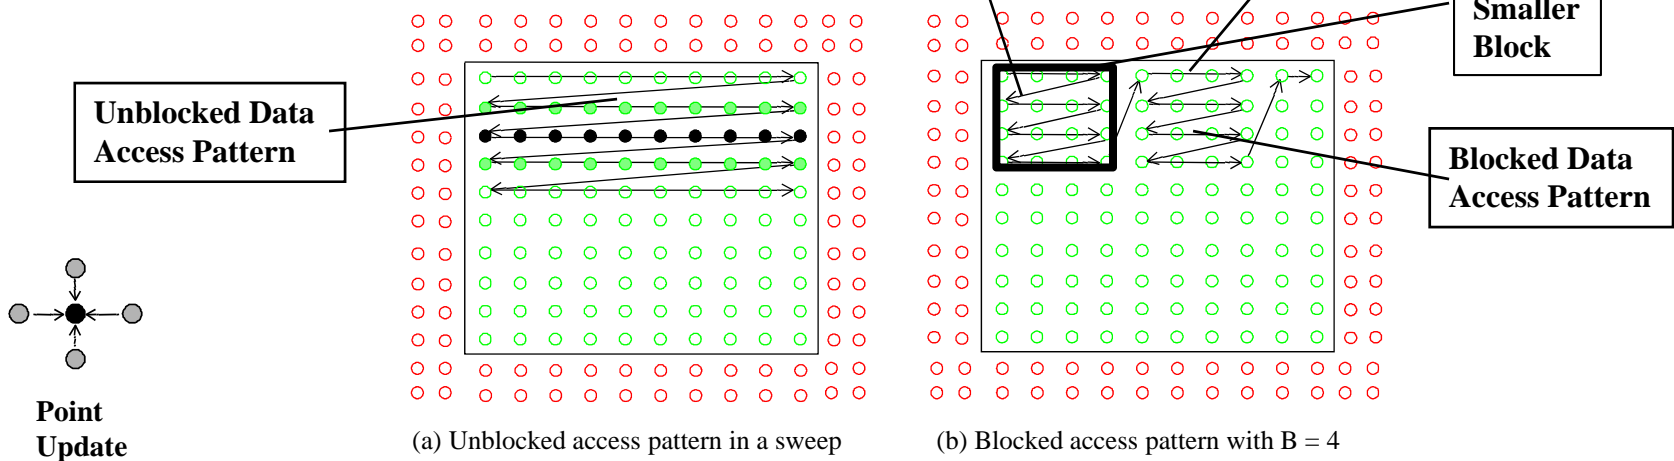 Unblocked Data
Access Pattern
Smaller
Block
Blocked Data
Access Pattern
Point
Update
(a) Unblocked access pattern in a sweep
(b) Blocked access pattern with B = 4